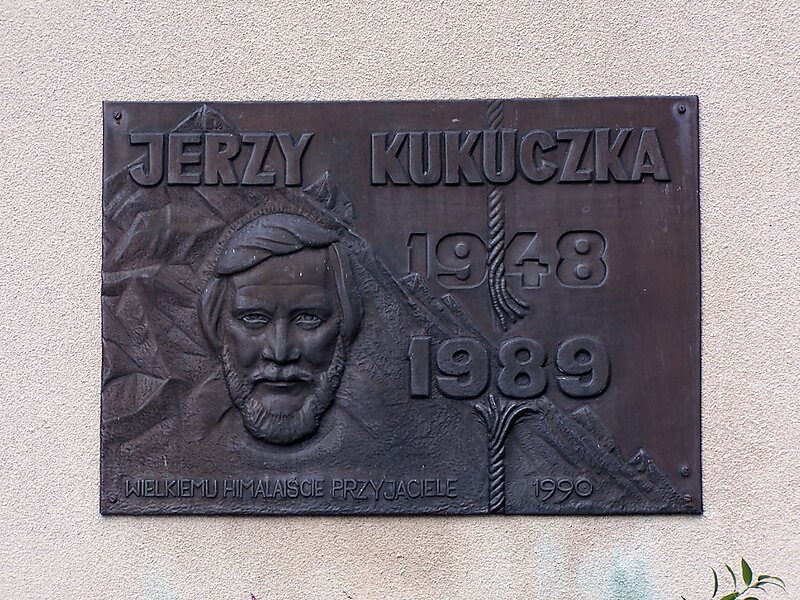 JERZY KUKUCZKA
1948
1989
WIELKIEMU HIMALAIŚCIE PRZYJACIELE 1990